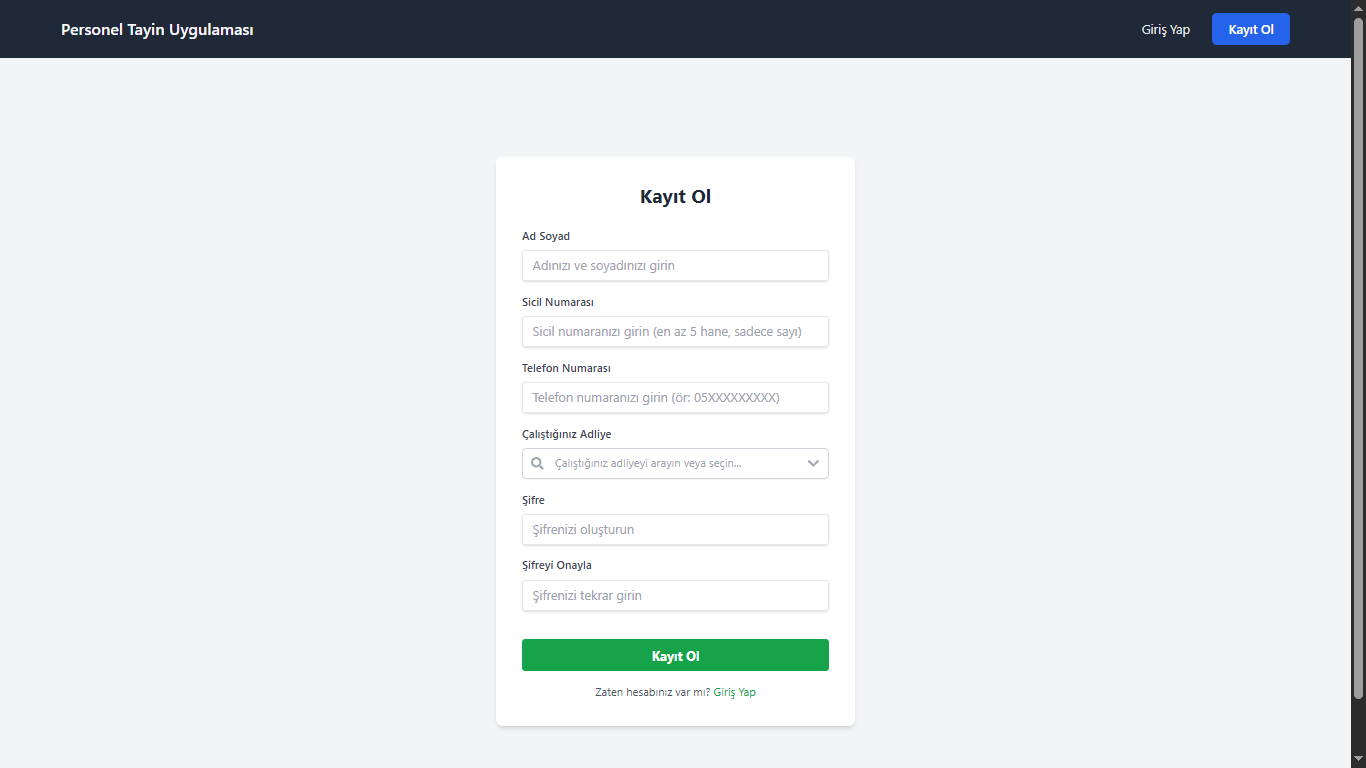 Personel Tayin Uygulaması
Giriş Yap
Kayıt Ol
Kayıt Ol
Ad Soyad
Adınızı ve soyadınızı girin
Sicil Numarası
Sicil numaranızı girin (en az 5 hane, sadece sayı)
Telefon Numarası
Telefon numaranızı girin (ör: 05XXXXXXXXX)
Çalıştığınız Adliye
Çalıştığınız adliyeyi arayın veya seçin...
Şifre
Şifrenizi oluşturun
Şifreyi Onayla
Şifrenizi tekrar girin
Kayıt Ol
Zaten hesabınız var mı? Giriş Yap